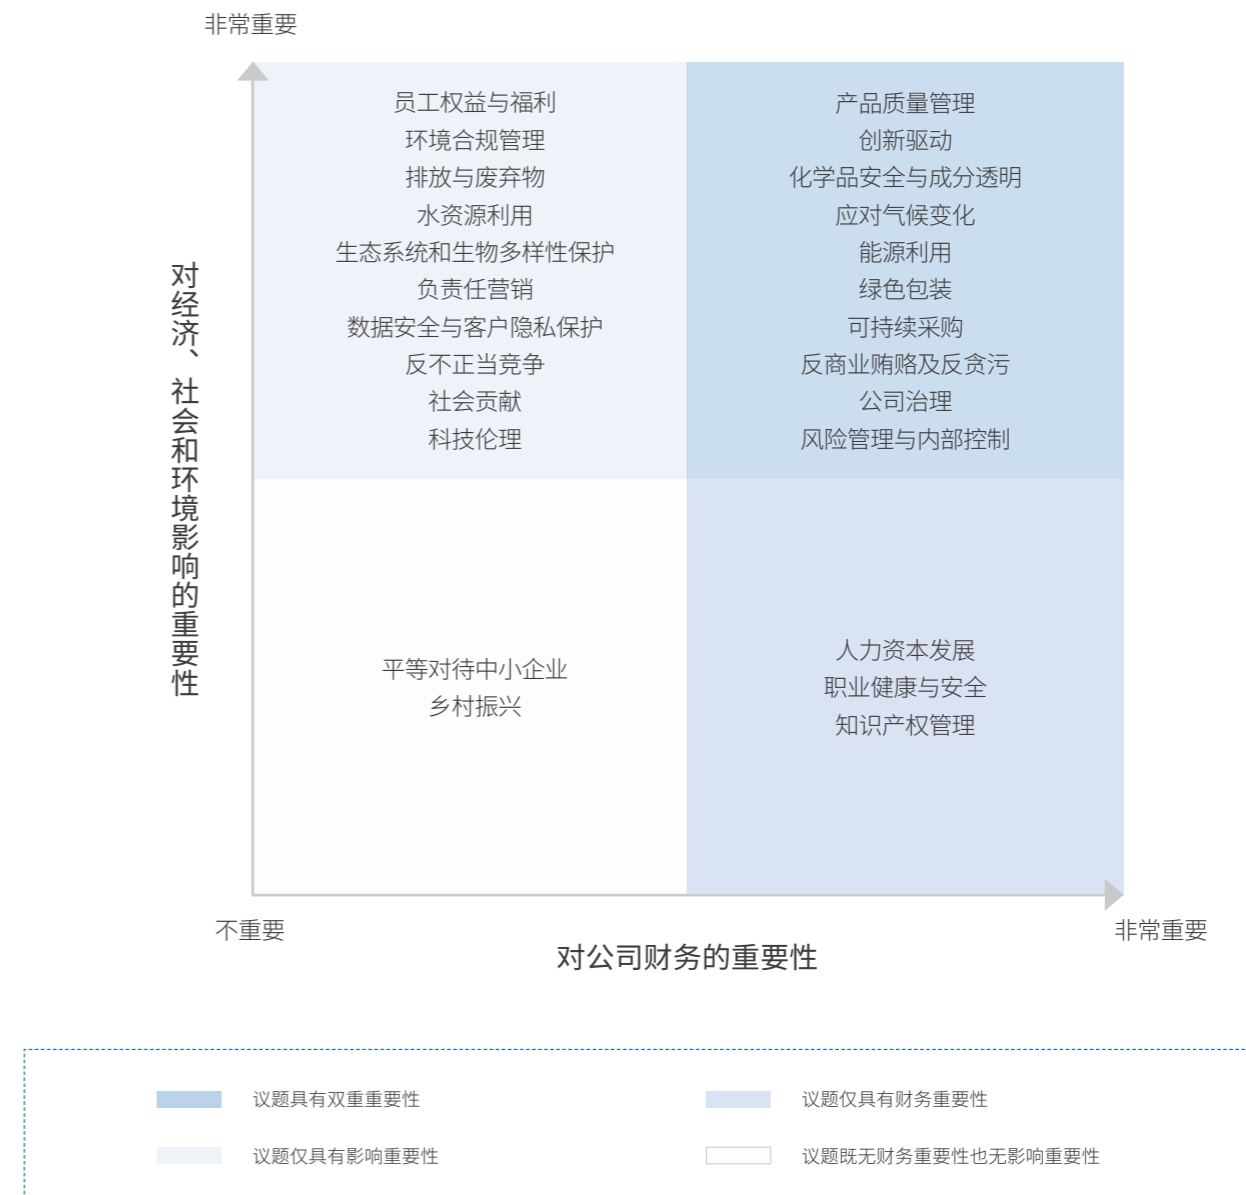 非常重要
员工权益与福利
环境合规管理
排放与废弃物
水资源利用
生态系统和生物多样性保护
负责任营销
数据安全与客户隐私保护
反不正当竞争
社会贡献
科技伦理
产品质量管理
创新驱动
化学品安全与成分透明
应对气候变化
能源利用
绿色包装
可持续采购
反商业贿赂及反贪污
公司治理
风险管理与内部控制
对经济、社会和环境影响的重要性
平等对待中小企业
乡村振兴
人力资本发展
职业健康与安全
知识产权管理
不重要
非常重要
对公司财务的重要性
议题具有双重重要性
议题仅具有财务重要性
议题仅具有影响重要性
议题既无财务重要性也无影响重要性